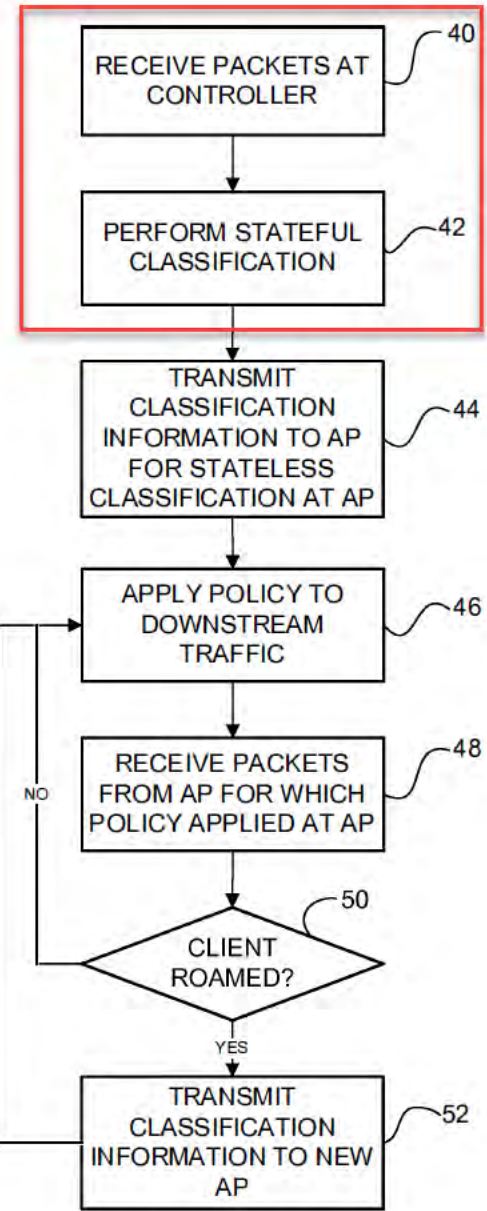 RECEIVE PACKETS AT
CONTROLLER
40
PERFORM STATEFUL
CLASSIFICATION
42
TRANSMIT
CLASSIFICATION
INFORMATION TO AP
FOR STATELESS
CLASSIFICATION AT AP
44
APPLY POLICY TO
DOWNSTREAM
TRAFFIC
46
RECEIVE PACKETS
FROM AP FOR WHICH
POLICY APPLIED AT AP
48
NO
CLIENT
ROAMED?
50
YES
TRANSMIT
CLASSIFICATION
INFORMATION TO NEW
AP
52